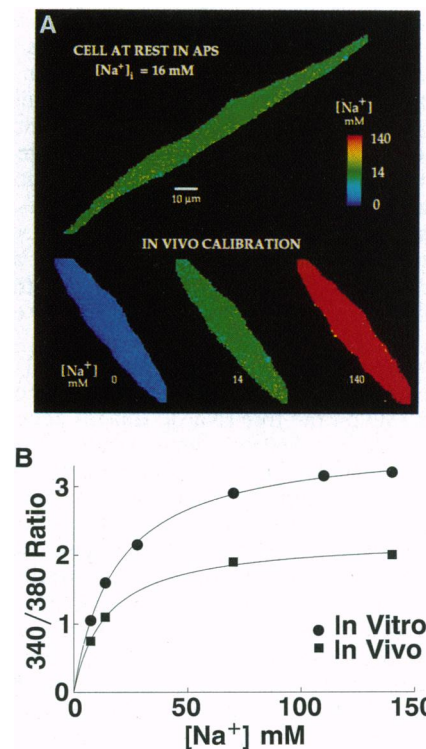 A
CELL AT REST IN APS
[Na+]i = 16 mM
[Na+]
mM
140
14
0
10 µm
IN VIVO CALIBRATION
[Na+]
mM
0
14
140
B
340/380 Ratio
3
2
1
0
0
50
100
150
In Vitro
In Vivo
[Na+] mM